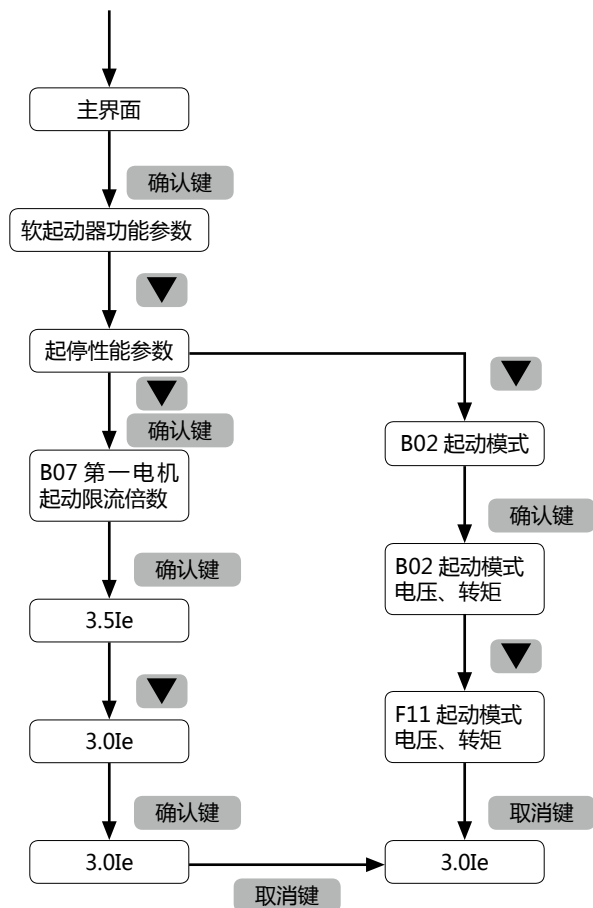 主界面
确认键
软起动器功能参数
起停性能参数
确认键
B07 第一电机
起动限流倍数
确认键
3.5Ie
3.0Ie
确认键
3.0Ie
取消键
B02 起动模式
确认键
B02 起动模式
电压、转矩
F11 起动模式
电压、转矩
取消键
3.0Ie